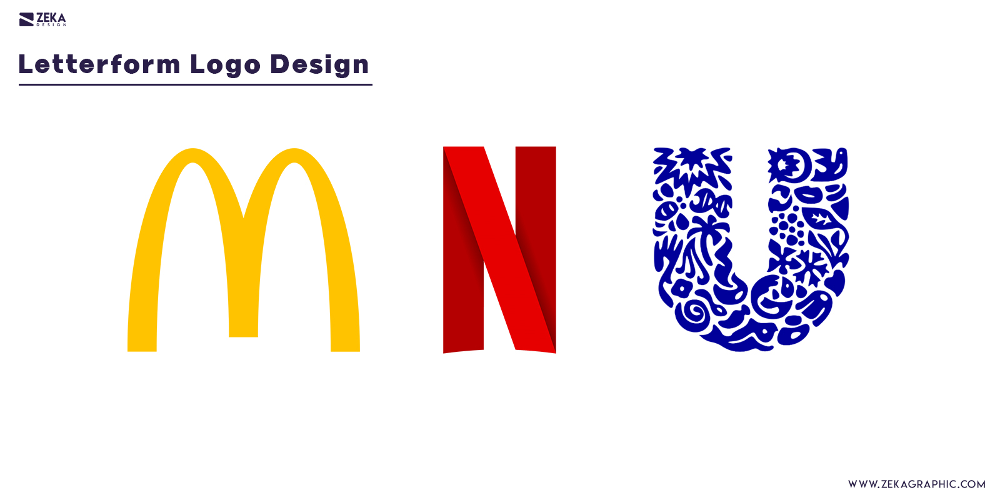 ZEKA
DESIGN
Letterform Logo Design
M N U
WWW.ZEKAGRAPHIC.COM